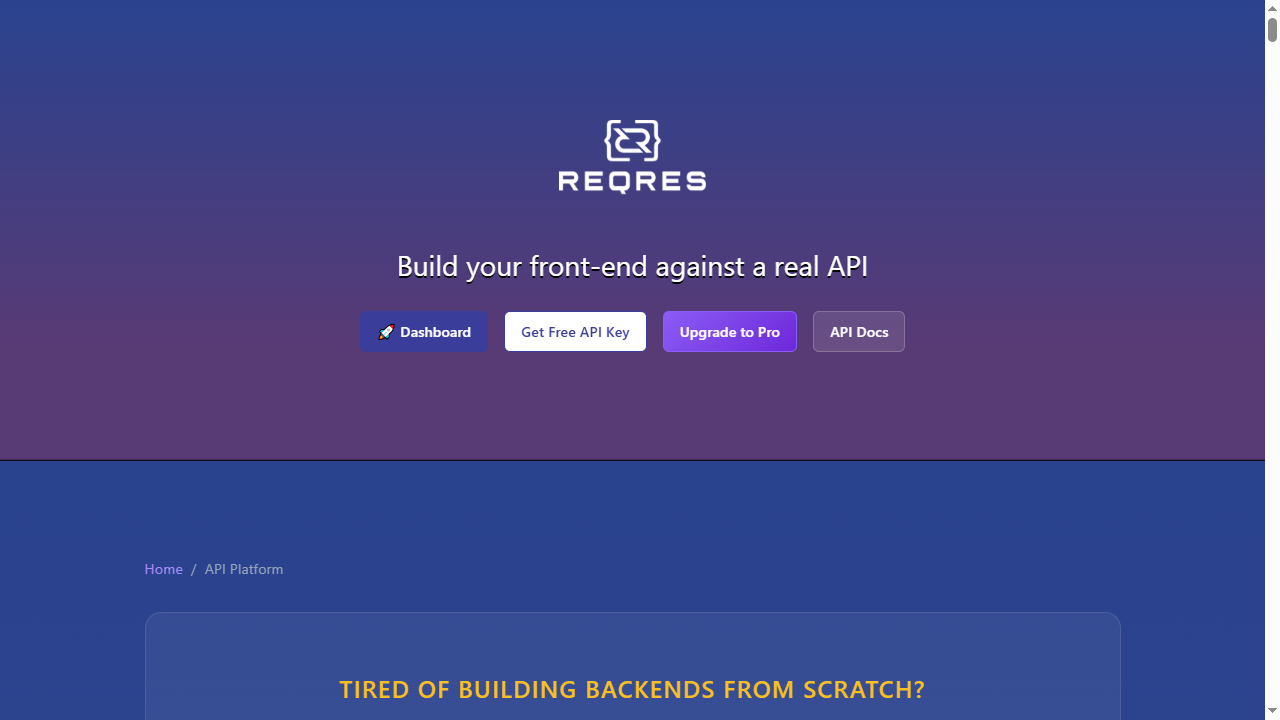 REQRES
Build your front-end against a real API
🚀 Dashboard
Get Free API Key
Upgrade to Pro
API Docs
Home / API Platform
TIRED OF BUILDING BACKENDS FROM SCRATCH?